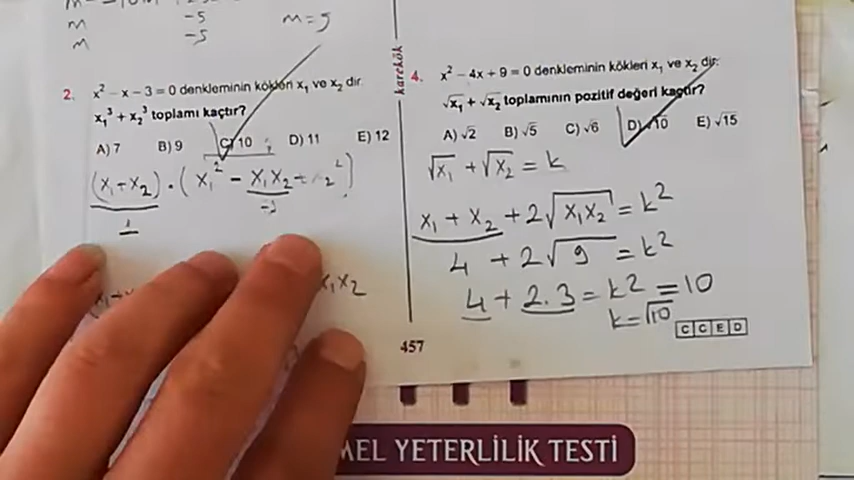 m = 5
-5
m
-5
m
2. x² − x − 3 = 0 denkleminin kökleri x₁ ve x₂ dir.
x₁³ + x₂³ toplamı kaçtır?
A) 7 B) 9 C) 10 D) 11 E) 12
(x₁+x₂) · (x₁² − x₁x₂ + x₂²)
1 -3
x₁x₂
karekök
4. x² − 4x + 9 = 0 denkleminin kökleri x₁ ve x₂ dir.
√x₁ + √x₂ toplamının pozitif değeri kaçtır?
A) √2 B) √5 C) √6 D) √10 E) √15
√x₁ + √x₂ = k
x₁ + x₂ + 2√x₁x₂ = k²
4 + 2√9 = k²
4 + 2.3 = k² = 10
k = √10
C C E D
457
MEL YETERLİLİK TESTİ